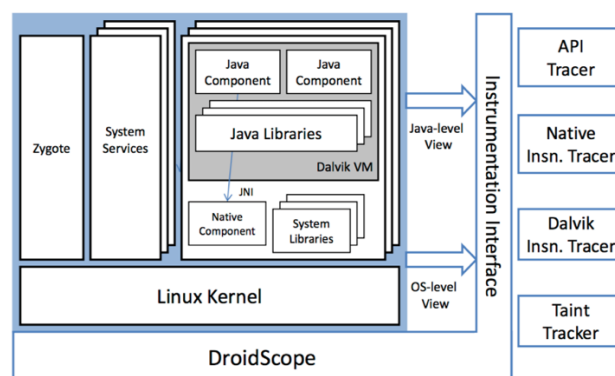 Zygote
System
Services
Java
Component
Java
Component
Java Libraries
Dalvik VM
JNI
Native
Component
System
Libraries
Linux Kernel
DroidScope
Java-level
View
OS-level
View
Instrumentation Interface
API
Tracer
Native
Insn. Tracer
Dalvik
Insn. Tracer
Taint
Tracker